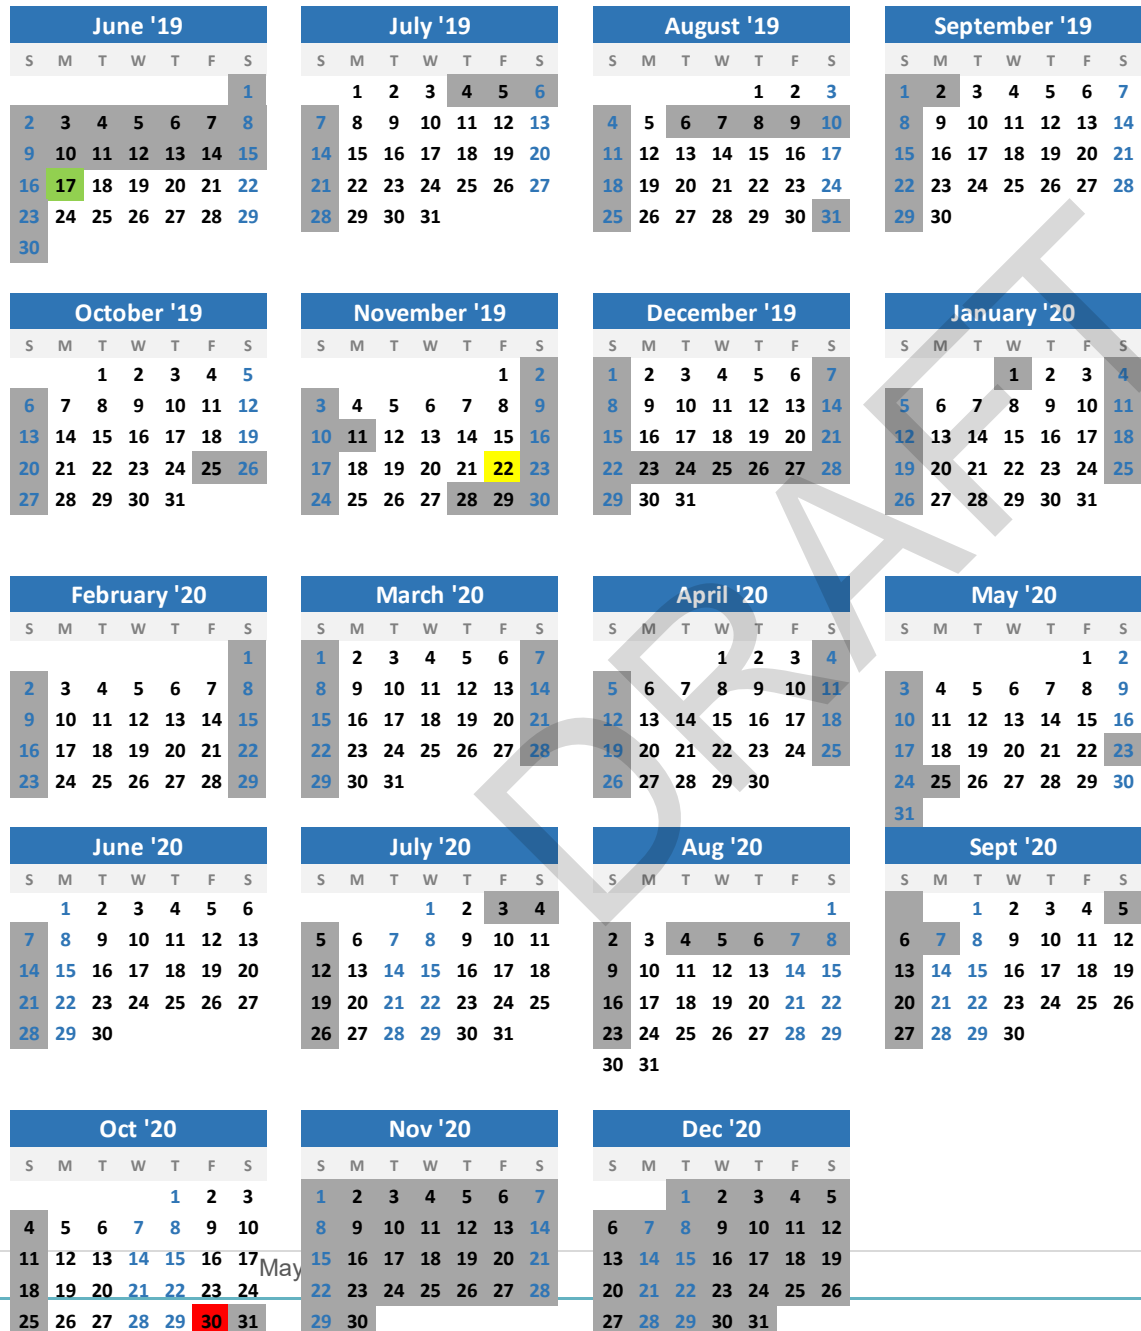 June '19 July '19 August '19 September '19
S M T W T F S S M T W T F S S M T W T F S S M T W T F S
1 1 2 3 4 5 6 1 2 3 1 2 3 4 5 6 7
2 3 4 5 6 7 8 7 8 9 10 11 12 13 4 5 6 7 8 9 10 8 9 10 11 12 13 14
9 10 11 12 13 14 15 14 15 16 17 18 19 20 11 12 13 14 15 16 17 15 16 17 18 19 20 21
16 17 18 19 20 21 22 21 22 23 24 25 26 27 18 19 20 21 22 23 24 22 23 24 25 26 27 28
23 24 25 26 27 28 29 28 29 30 31 25 26 27 28 29 30 31 29 30
30
October '19 November '19 December '19 January '20
S M T W T F S S M T W T F S S M T W T F S S M T W T F S
1 2 3 4 5 1 2 1 2 3 4 5 6 7 1 2 3 4
6 7 8 9 10 11 12 3 4 5 6 7 8 9 8 9 10 11 12 13 14 5 6 7 8 9 10 11
13 14 15 16 17 18 19 10 11 12 13 14 15 16 15 16 17 18 19 20 21 12 13 14 15 16 17 18
20 21 22 23 24 25 26 17 18 19 20 21 22 23 22 23 24 25 26 27 28 19 20 21 22 23 24 25
27 28 29 30 31 24 25 26 27 28 29 30 29 30 31 26 27 28 29 30 31
February '20 March '20 April '20 May '20
S M T W T F S S M T W T F S S M T W T F S S M T W T F S
1 1 2 3 4 5 6 7 1 2 3 4 1 2
2 3 4 5 6 7 8 8 9 10 11 12 13 14 5 6 7 8 9 10 11 3 4 5 6 7 8 9
9 10 11 12 13 14 15 15 16 17 18 19 20 21 12 13 14 15 16 17 18 10 11 12 13 14 15 16
16 17 18 19 20 21 22 22 23 24 25 26 27 28 19 20 21 22 23 24 25 17 18 19 20 21 22 23
23 24 25 26 27 28 29 29 30 31 26 27 28 29 30 24 25 26 27 28 29 30
31
June '20 July '20 Aug '20 Sept '20
S M T W T F S S M T W T F S S M T W T F S S M T W T F S
1 2 3 4 5 6 1 2 3 4 1 1 2 3 4 5
7 8 9 10 11 12 13 5 6 7 8 9 10 11 2 3 4 5 6 7 8 6 7 8 9 10 11 12
14 15 16 17 18 19 20 12 13 14 15 16 17 18 9 10 11 12 13 14 15 13 14 15 16 17 18 19
21 22 23 24 25 26 27 19 20 21 22 23 24 25 16 17 18 19 20 21 22 20 21 22 23 24 25 26
28 29 30 26 27 28 29 30 31 23 24 25 26 27 28 29 27 28 29 30
30 31
Oct '20 Nov '20 Dec '20
S M T W T F S S M T W T F S S M T W T F S
1 2 3 1 2 3 4 5 6 7 1 2 3 4 5
4 5 6 7 8 9 10 8 9 10 11 12 13 14 6 7 8 9 10 11 12
11 12 13 14 15 16 17 15 16 17 18 19 20 21 13 14 15 16 17 18 19
May
18 19 20 21 22 23 24 22 23 24 25 26 27 28 20 21 22 23 24 25 26
25 26 27 28 29 30 31 29 30 27 28 29 30 31
DRAFT